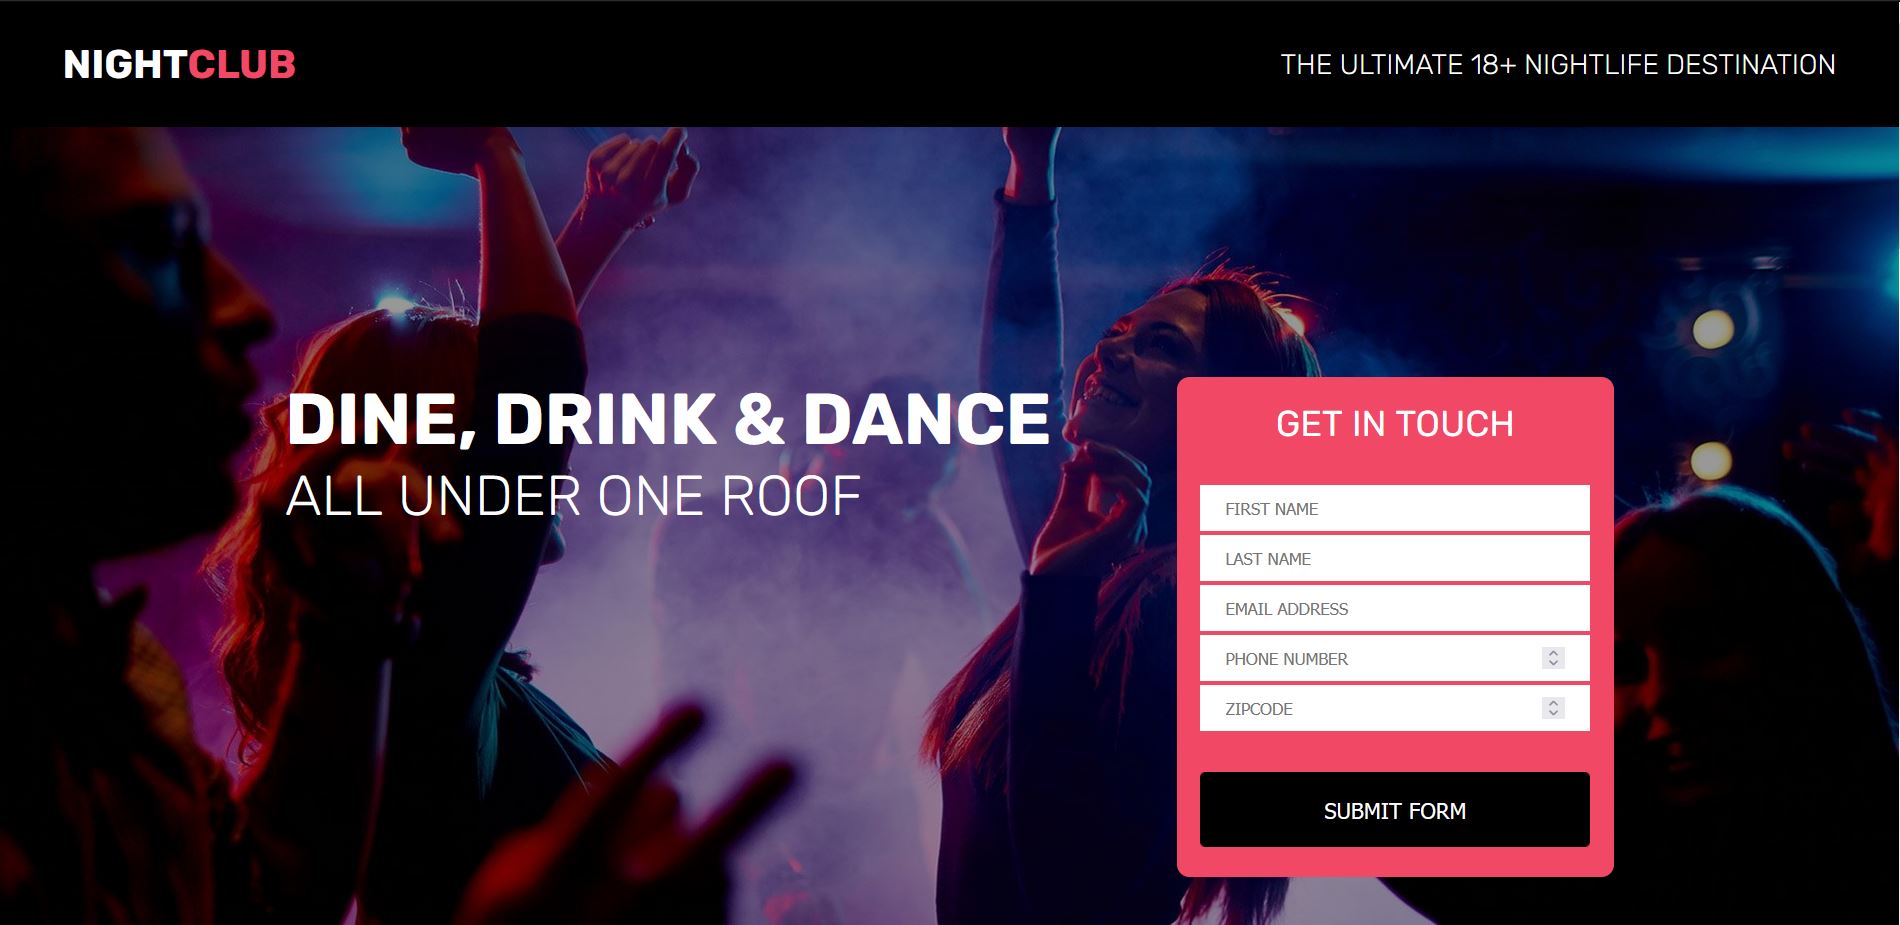 NIGHTCLUB
THE ULTIMATE 18+ NIGHTLIFE DESTINATION
DINE, DRINK & DANCE
ALL UNDER ONE ROOF
GET IN TOUCH
FIRST NAME
LAST NAME
EMAIL ADDRESS
PHONE NUMBER
ZIPCODE
SUBMIT FORM